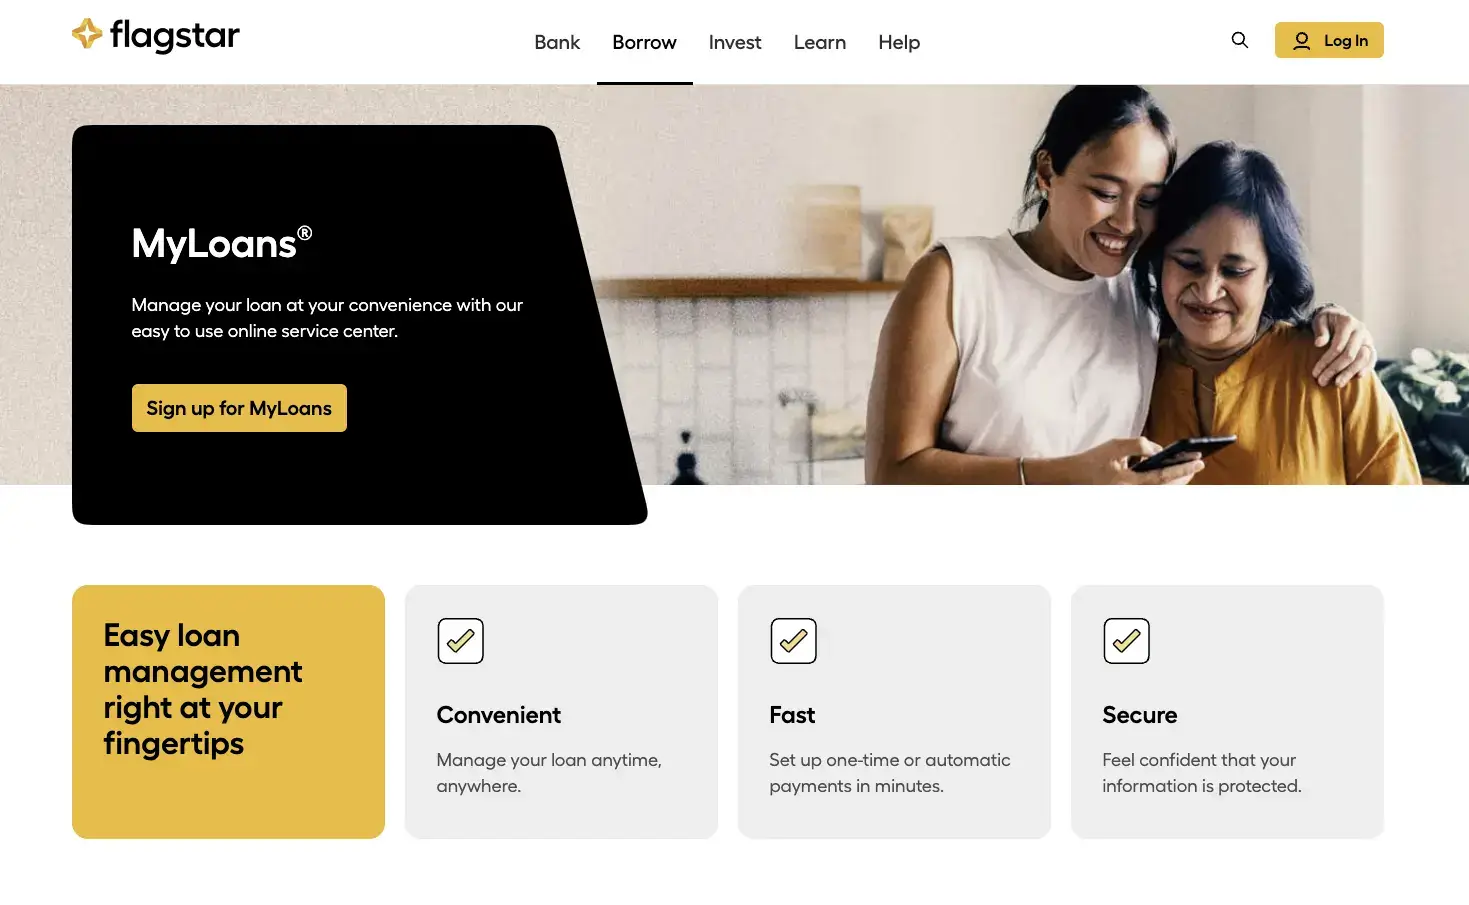 flagstar
Bank Borrow Invest Learn Help
Log In
MyLoans®
Manage your loan at your convenience with our
easy to use online service center.
Sign up for MyLoans
Easy loan
management
right at your
fingertips
Convenient
Manage your loan anytime,
anywhere.
Fast
Set up one-time or automatic
payments in minutes.
Secure
Feel confident that your
information is protected.